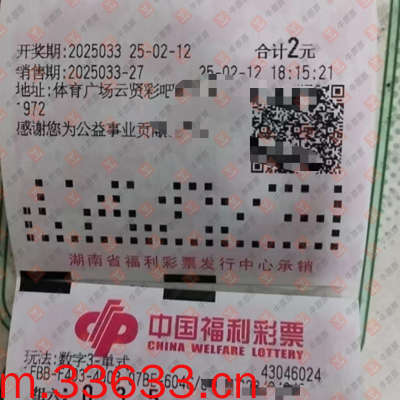 开奖期:2025033 25-02-12 合计2元
销售期:2025033-27 25-02-12 18:15:21
地址:体育广场云贤彩吧
1972
感谢您为公益事业贡献
湖南省福利彩票发行中心承销
中国福利彩票
CHINA WELFARE LOTTERY
玩法:数字3-单式 43046024
m.33633.cn